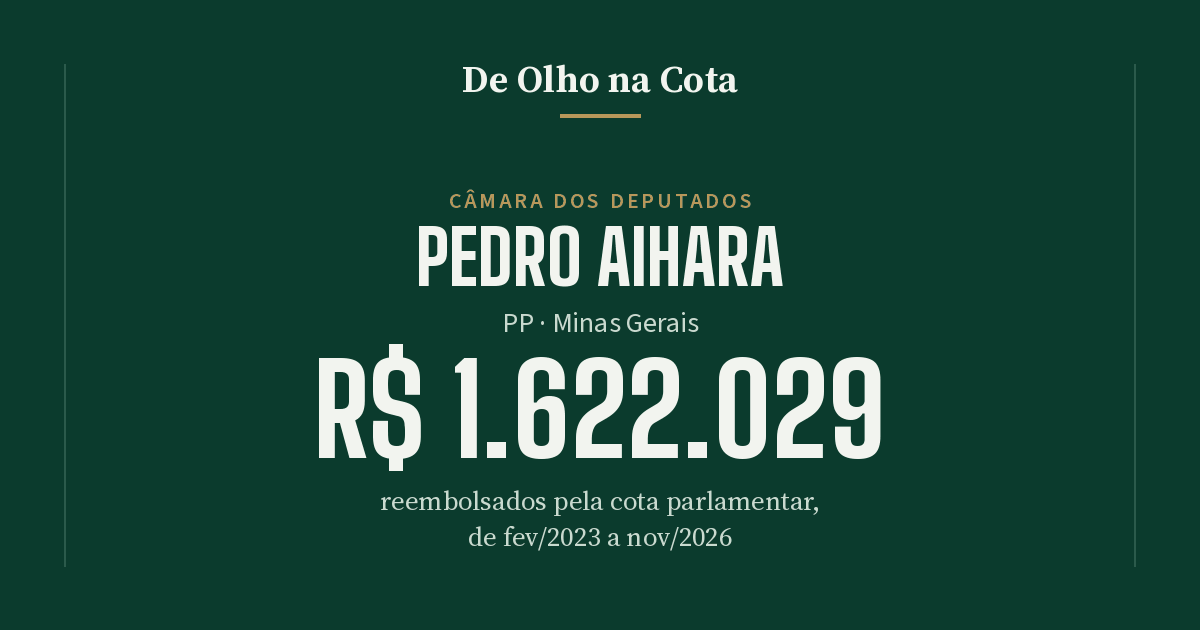 De Olho na Cota
CÂMARA DOS DEPUTADOS
PEDRO AIHARA
PP · Minas Gerais
R$ 1.622.029
reembolsados pela cota parlamentar,
de fev/2023 a nov/2026